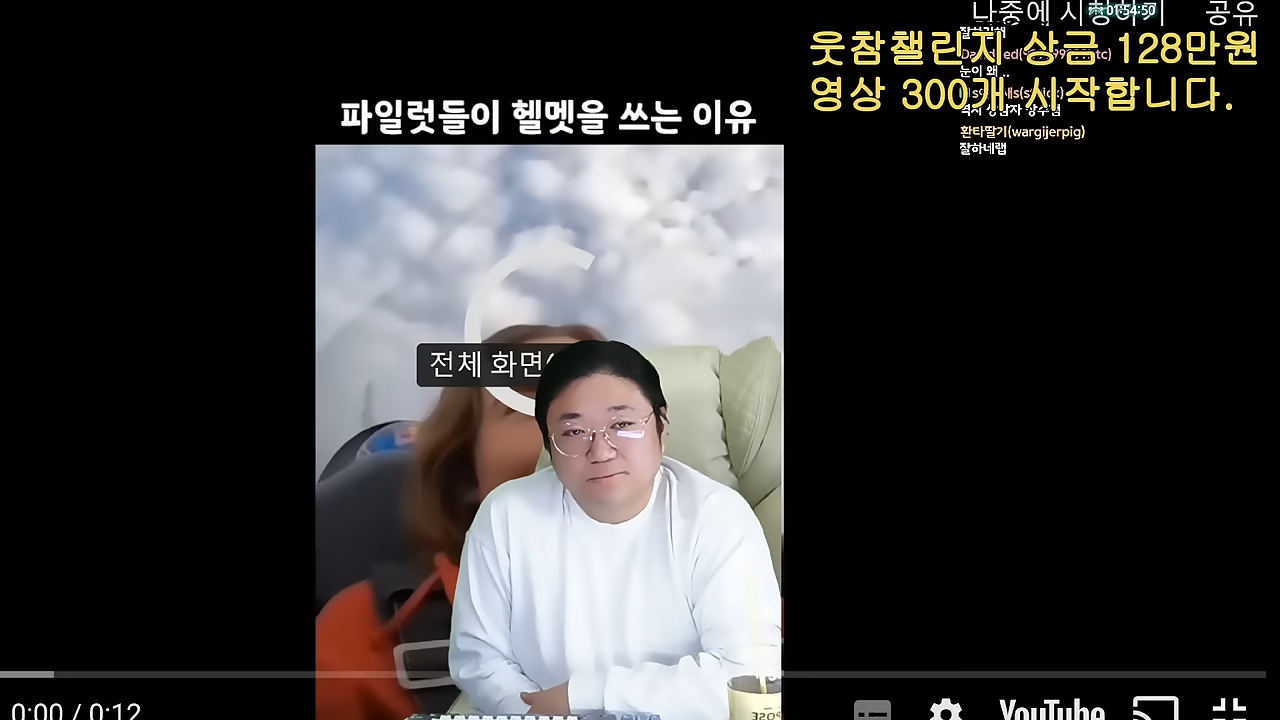 나중에 시청하기 공유
01:54:50
웃참챌린지 상금 128만원
영상 300개 시작합니다.
눈이 왜..
환타딸기(wargijerpig)
잘하네랩
파일럿들이 헬멧을 쓰는 이유
전체 화면
0:00 / 0:12
YouTube